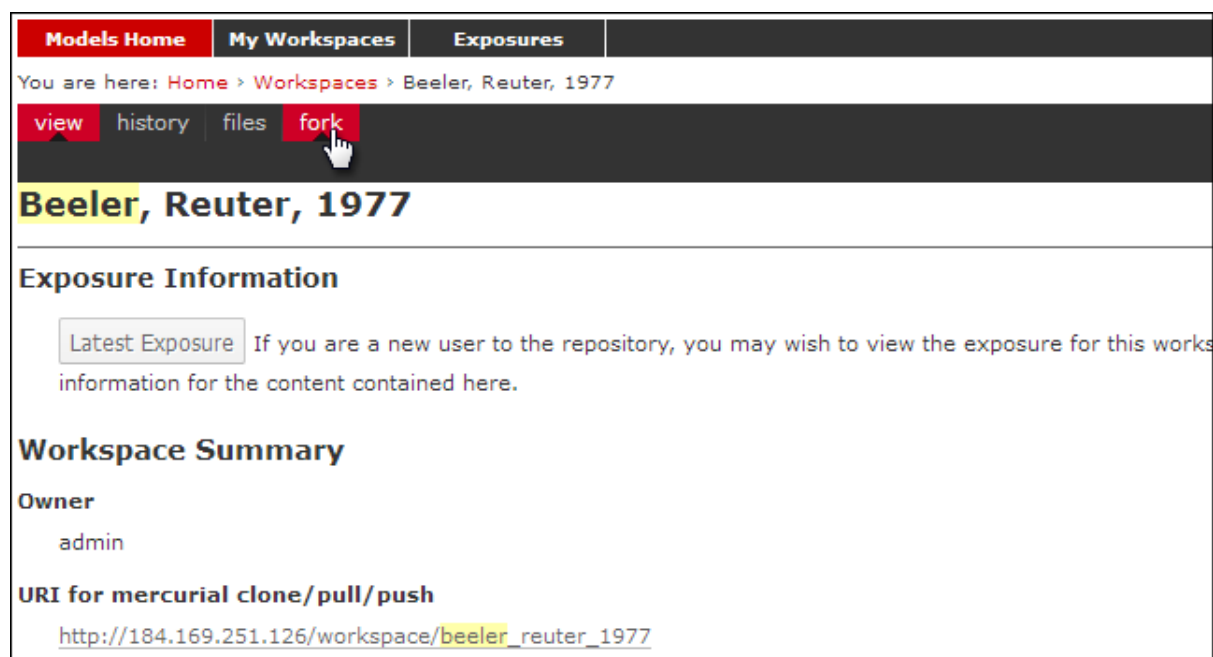 Models Home My Workspaces Exposures
You are here: Home › Workspaces › Beeler, Reuter, 1977
view history files fork
Beeler, Reuter, 1977
Exposure Information
Latest Exposure If you are a new user to the repository, you may wish to view the exposure for this works
information for the content contained here.
Workspace Summary
Owner
admin
URI for mercurial clone/pull/push
http://184.169.251.126/workspace/beeler_reuter_1977